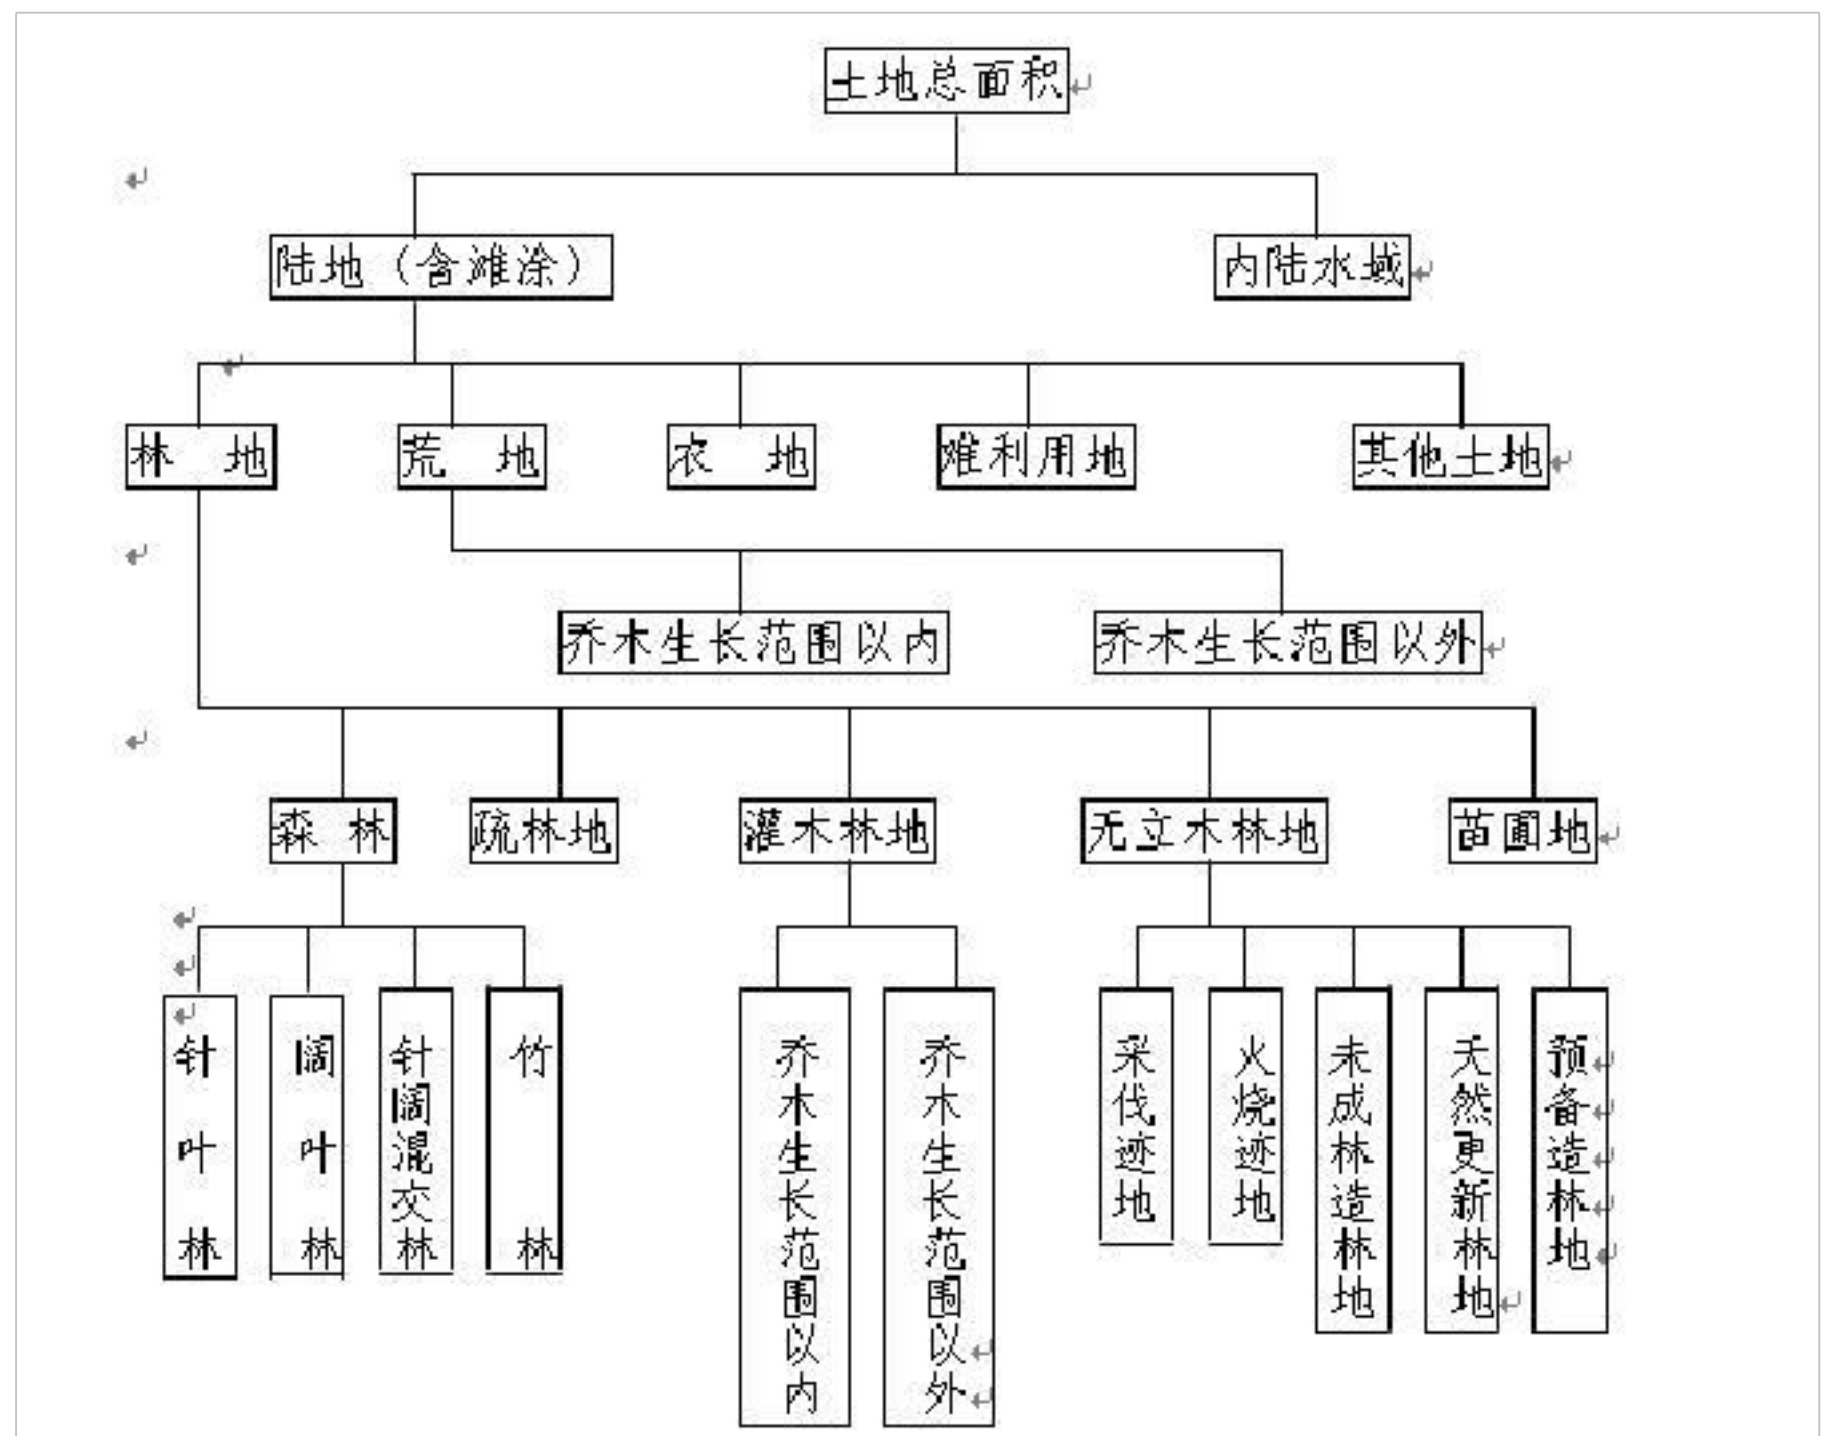 土地总面积
陆地（含滩涂）
内陆水域
林 地
荒 地
农 地
难利用地
其他土地
乔木生长范围以内
乔木生长范围以外
森 林
疏林地
灌木林地
无立木林地
苗圃地
针叶林
阔叶林
针阔混交林
竹林
乔木生长范围以内
乔木生长范围以外
采伐迹地
火烧迹地
未成林造林地
天然更新林地
预备造林地